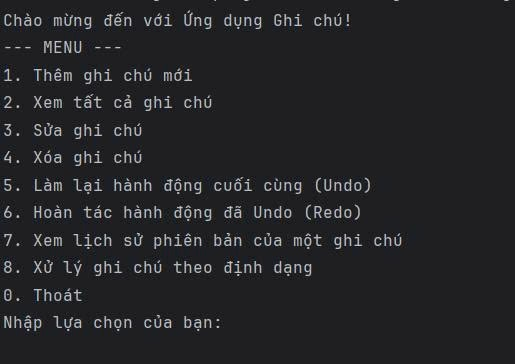 Chào mừng đến với Ứng dụng Ghi chú!
--- MENU ---
1. Thêm ghi chú mới
2. Xem tất cả ghi chú
3. Sửa ghi chú
4. Xóa ghi chú
5. Làm lại hành động cuối cùng (Undo)
6. Hoàn tác hành động đã Undo (Redo)
7. Xem lịch sử phiên bản của một ghi chú
8. Xử lý ghi chú theo định dạng
0. Thoát
Nhập lựa chọn của bạn: